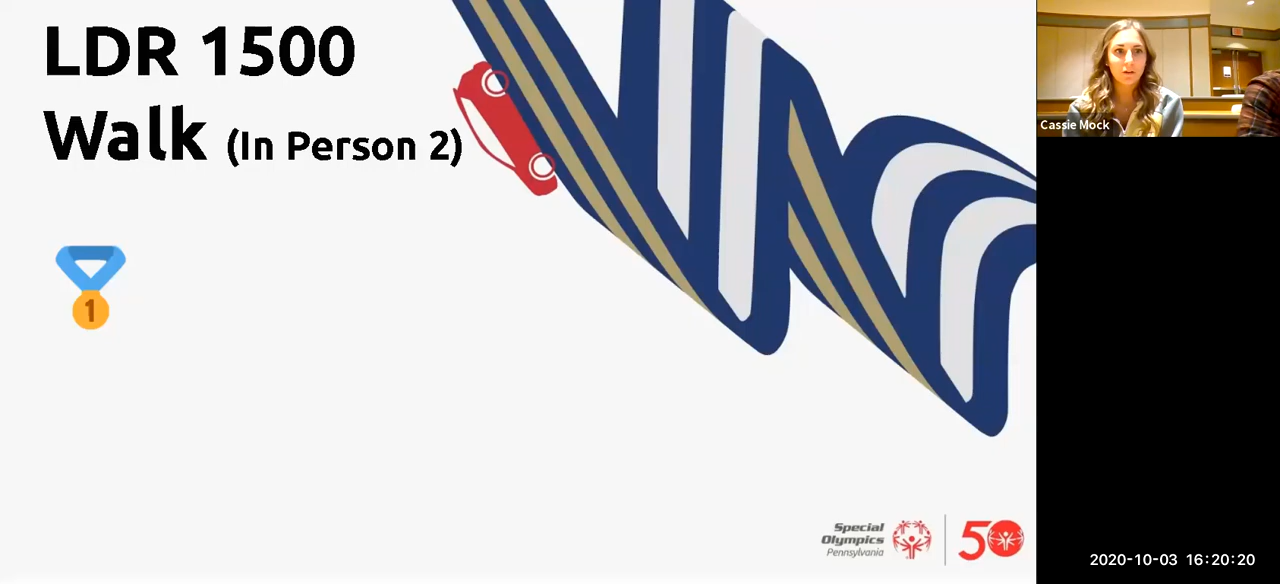 LDR 1500
Walk (In Person 2)
1
Cassie Mock
Special
Olympics
Pennsylvania
50
2020-10-03 16:20:20